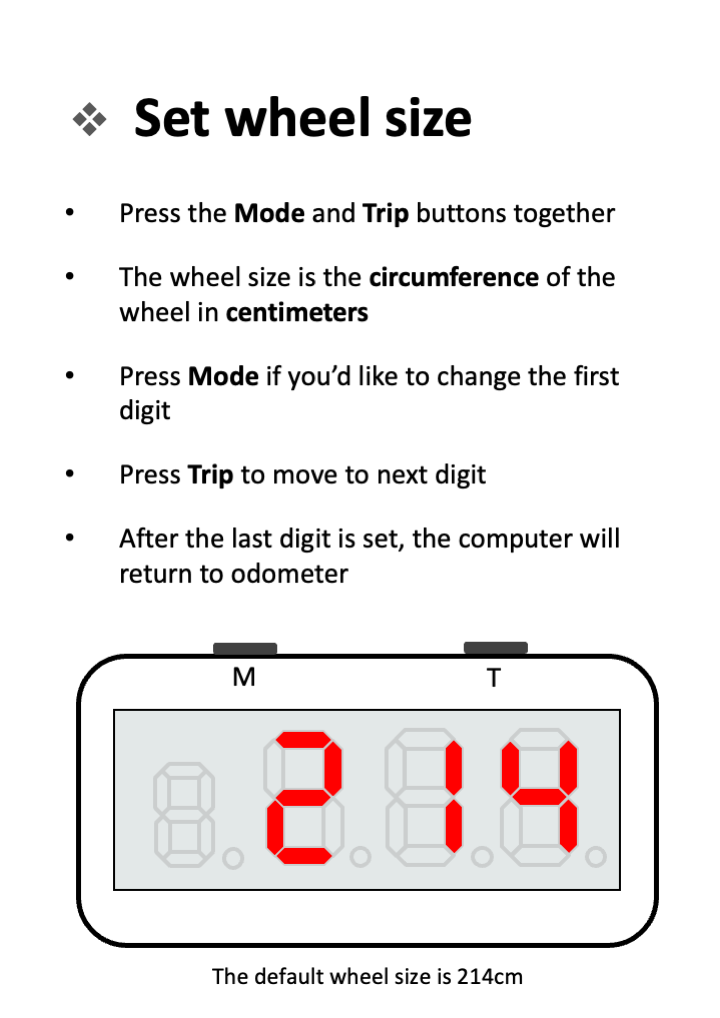 ❖ Set wheel size
• Press the Mode and Trip buttons together
• The wheel size is the circumference of the
wheel in centimeters
• Press Mode if you’d like to change the first
digit
• Press Trip to move to next digit
• After the last digit is set, the computer will
return to odometer
M T
214
The default wheel size is 214cm